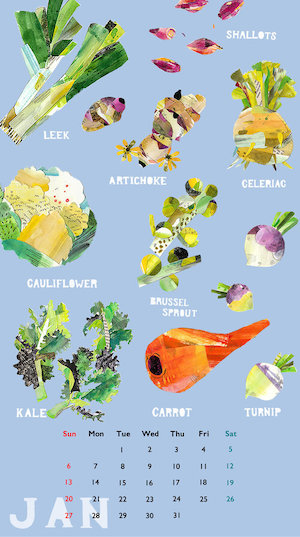 SHALLOTS
LEEK
ARTICHOKE
CELERIAC
CAULIFLOWER
BRUSSEL
SPROUT
KALE
CARROT
TURNIP
Sun Mon Tue Wed Thu Fri Sat
1 2 3 4 5
6 7 8 9 10 11 12
13 14 15 16 17 18 19
20 21 22 23 24 25 26
27 28 29 30 31
JAN